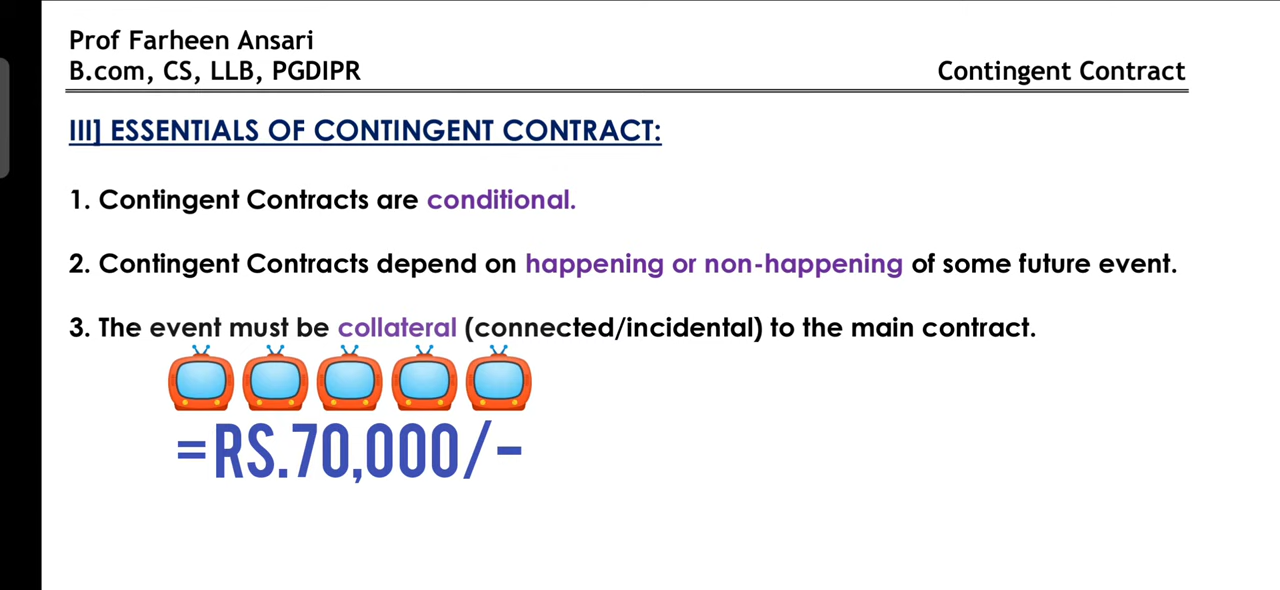 Prof Farheen Ansari
B.com, CS, LLB, PGDIPR
Contingent Contract
III] ESSENTIALS OF CONTINGENT CONTRACT:
1. Contingent Contracts are conditional.
2. Contingent Contracts depend on happening or non-happening of some future event.
3. The event must be collateral (connected/incidental) to the main contract.
=RS.70,000/-